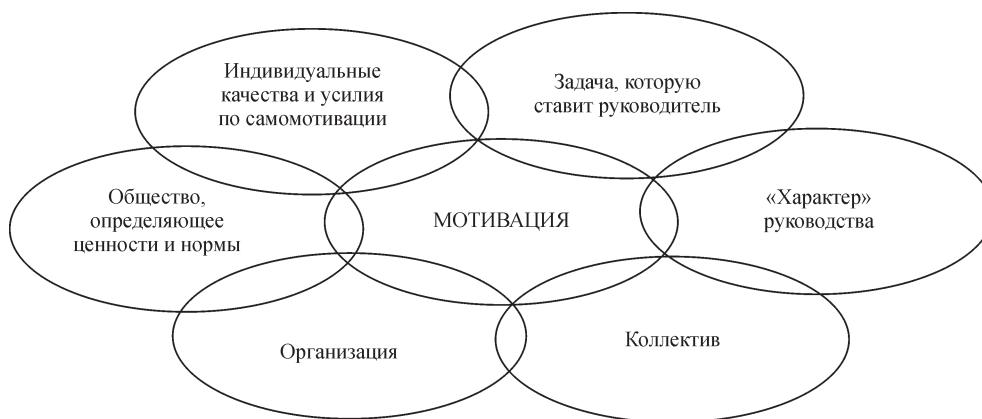 Индивидуальные
качества и усилия
по самомотивации
Задача, которую
ставит руководитель
Общество,
определяющее
ценности и нормы
МОТИВАЦИЯ
«Характер»
руководства
Организация
Коллектив